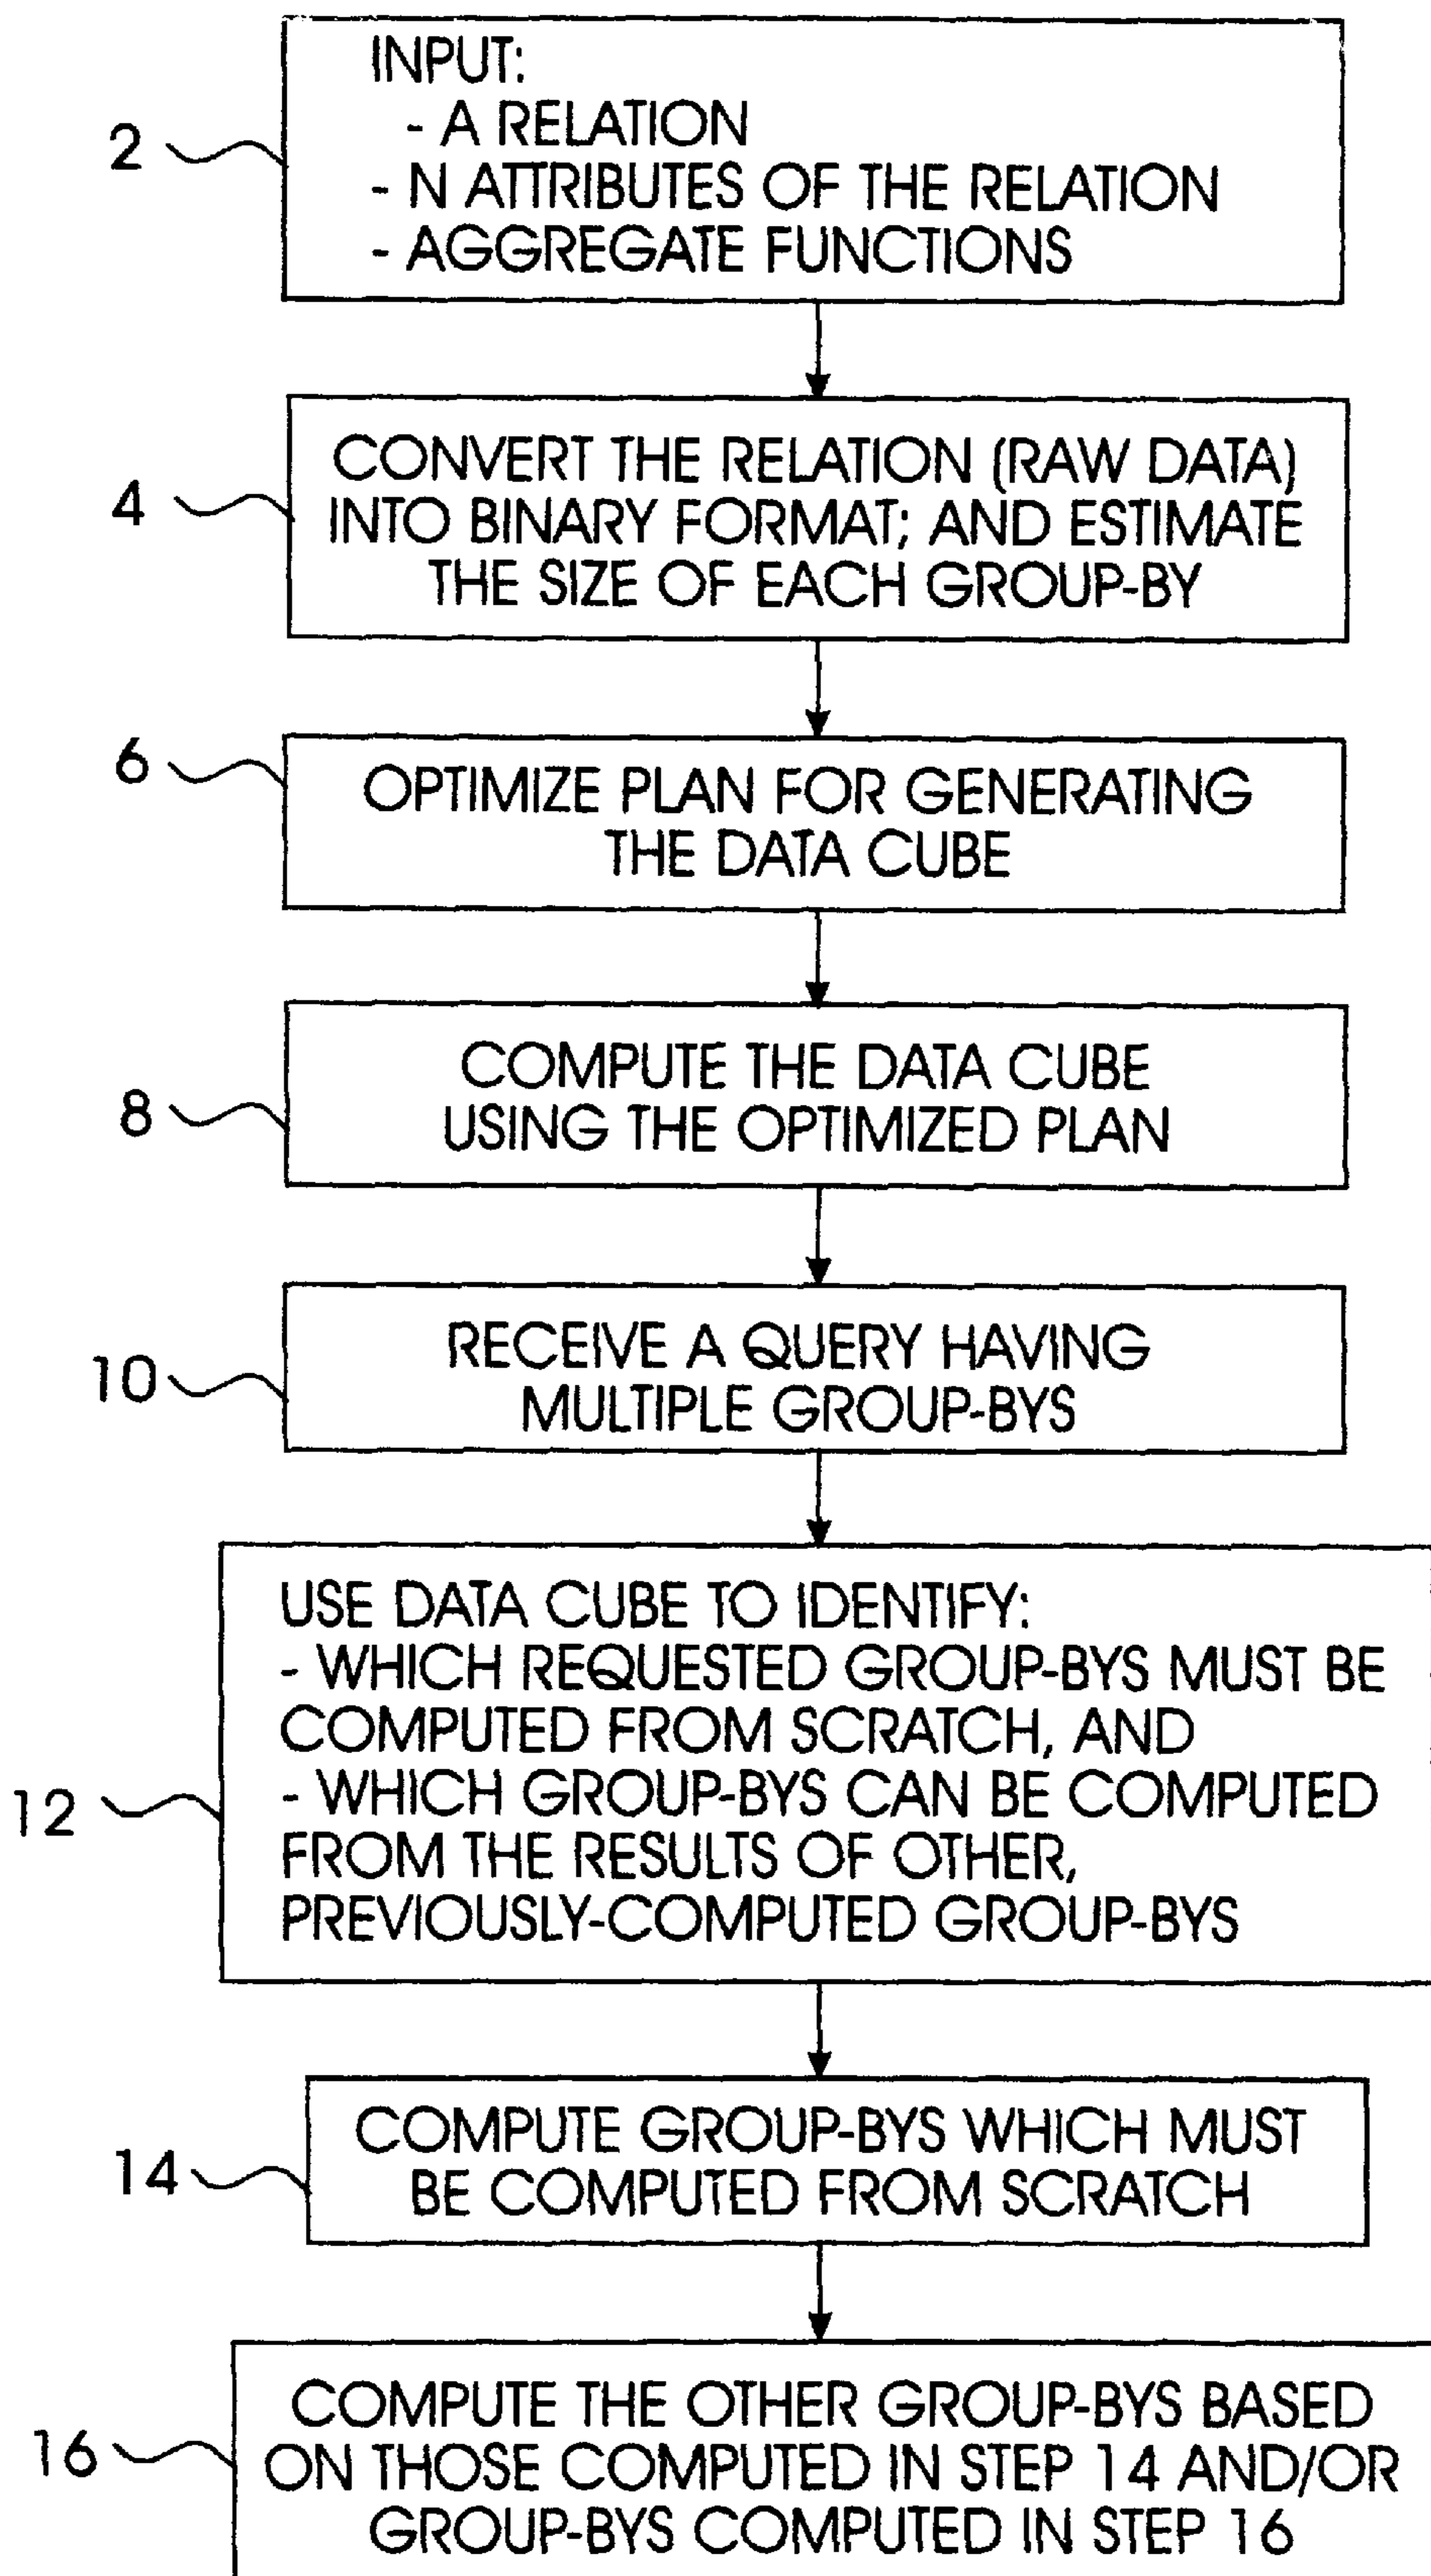 INPUT:
- A RELATION
2
- N ATTRIBUTES OF THE RELATION
- AGGREGATE FUNCTIONS
CONVERT THE RELATION (RAW DATA)
4
INTO BINARY FORMAT; AND ESTIMATE
THE SIZE OF EACH GROUP-BY
6
OPTIMIZE PLAN FOR GENERATING
THE DATA CUBE
COMPUTE THE DATA CUBE
8
USING THE OPTIMIZED PLAN
RECEIVE A QUERY HAVING
10
MULTIPLE GROUP-BYS
USE DATA CUBE TO IDENTIFY:
- WHICH REQUESTED GROUP-BYS MUST BE
COMPUTED FROM SCRATCH, AND
- WHICH GROUP-BYS CAN BE COMPUTED
12
FROM THE RESULTS OF OTHER,
PREVIOUSLY-COMPUTED GROUP-BYS
COMPUTE GROUP-BYS WHICH MUST
14
BE COMPUTED FROM SCRATCH
COMPUTE THE OTHER GROUP-BYS BASED
16
ON THOSE COMPUTED IN STEP 14 AND/OR
GROUP-BYS COMPUTED IN STEP 16